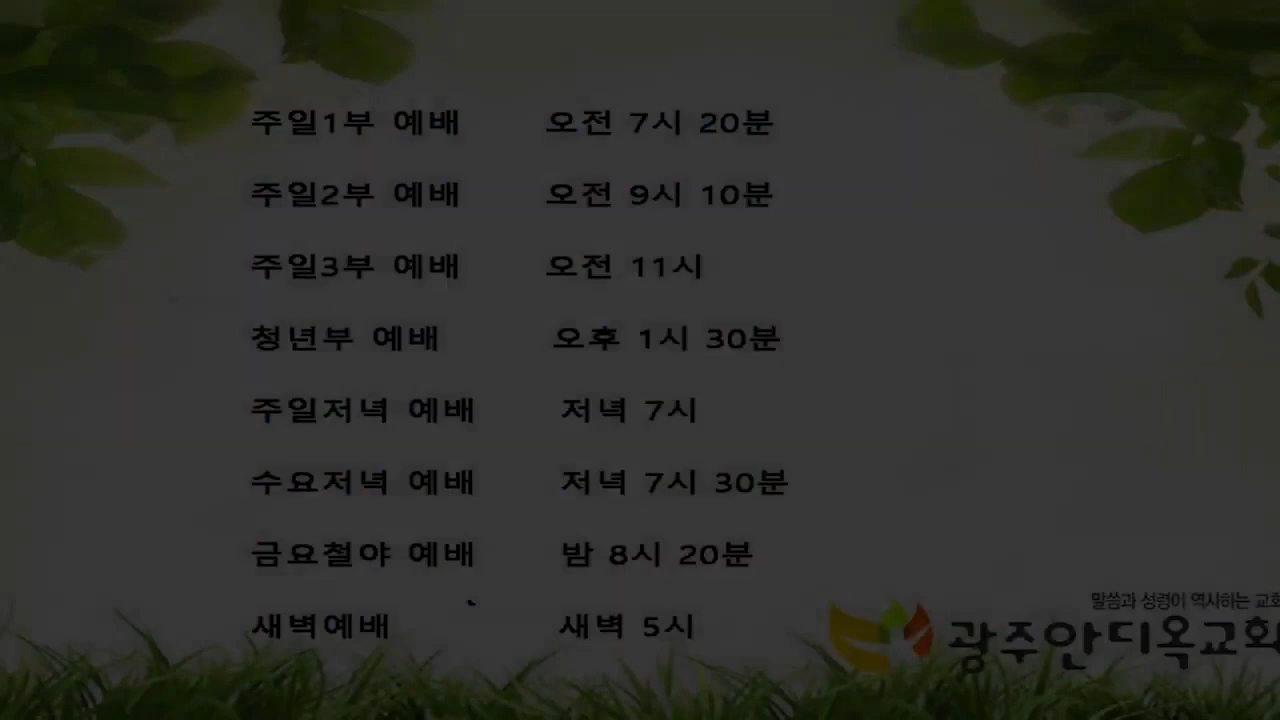 주일1부 예배 오전 7시 20분
주일2부 예배 오전 9시 10분
주일3부 예배 오전 11시
청년부 예배 오후 1시 30분
주일저녁 예배 저녁 7시
수요저녁 예배 저녁 7시 30분
금요철야 예배 밤 8시 20분
새벽예배 새벽 5시
말씀과 성령이 역사하는 교회
광주안디옥교회